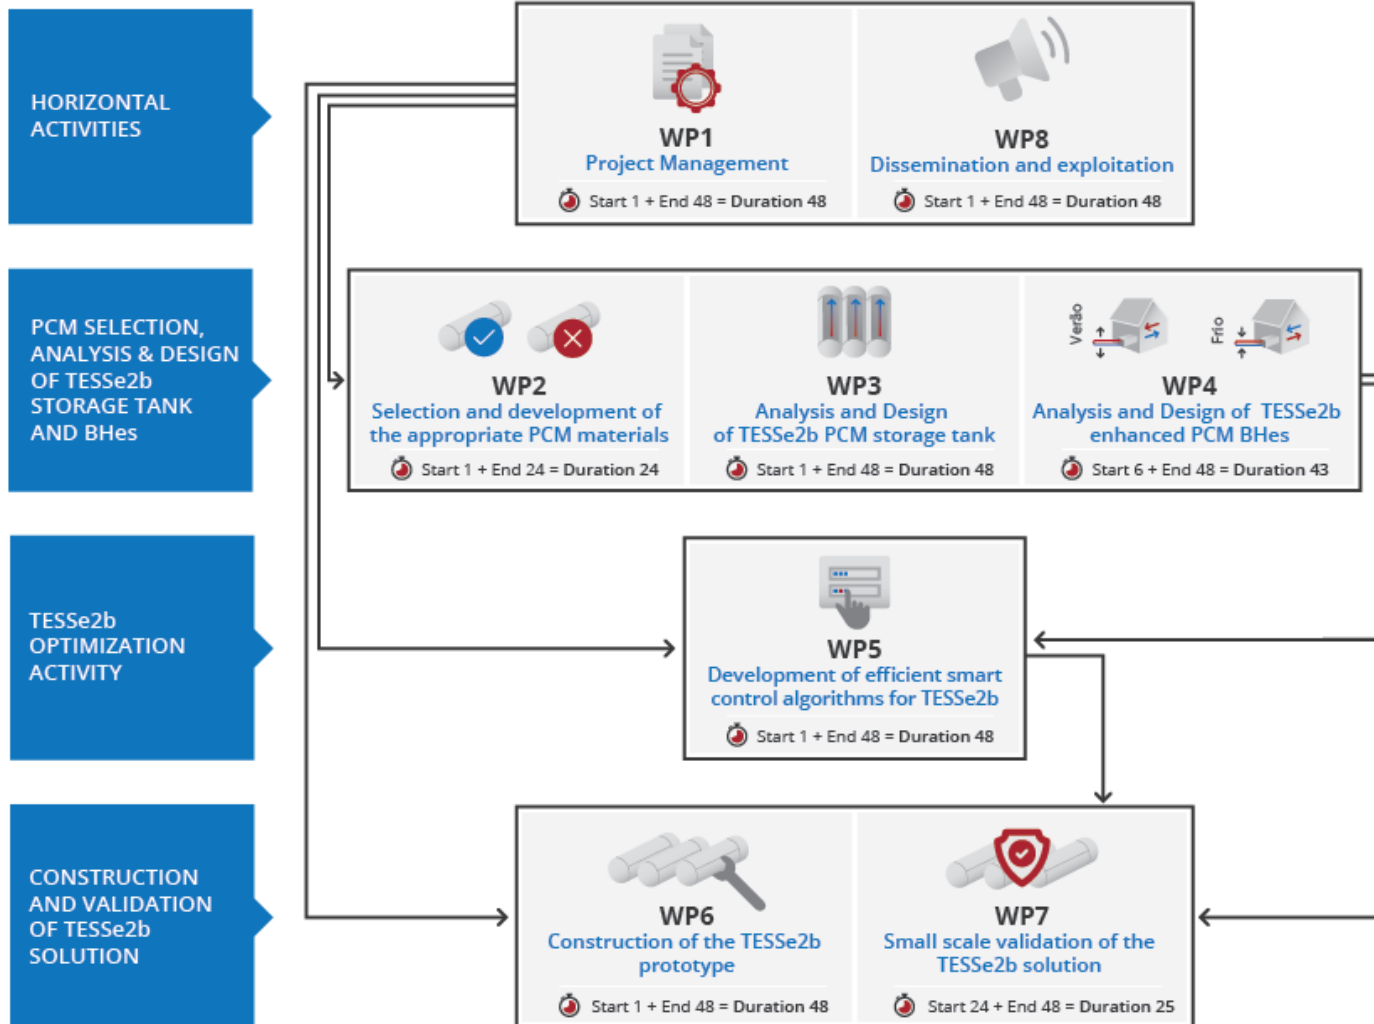 HORIZONTAL
ACTIVITIES
WP1
Project Management
Start 1 + End 48 = Duration 48
WP8
Dissemination and exploitation
Start 1 + End 48 = Duration 48
PCM SELECTION,
ANALYSIS & DESIGN
OF TESSe2b
STORAGE TANK
AND BHes
WP2
Selection and development of
the appropriate PCM materials
Start 1 + End 24 = Duration 24
WP3
Analysis and Design
of TESSe2b PCM storage tank
Start 1 + End 48 = Duration 48
Verão
Frio
WP4
Analysis and Design of TESSe2b
enhanced PCM BHes
Start 6 + End 48 = Duration 43
TESSe2b
OPTIMIZATION
ACTIVITY
WP5
Development of efficient smart
control algorithms for TESSe2b
Start 1 + End 48 = Duration 48
CONSTRUCTION
AND VALIDATION
OF TESSe2b
SOLUTION
WP6
Construction of the TESSe2b
prototype
Start 1 + End 48 = Duration 48
WP7
Small scale validation of the
TESSe2b solution
Start 24 + End 48 = Duration 25